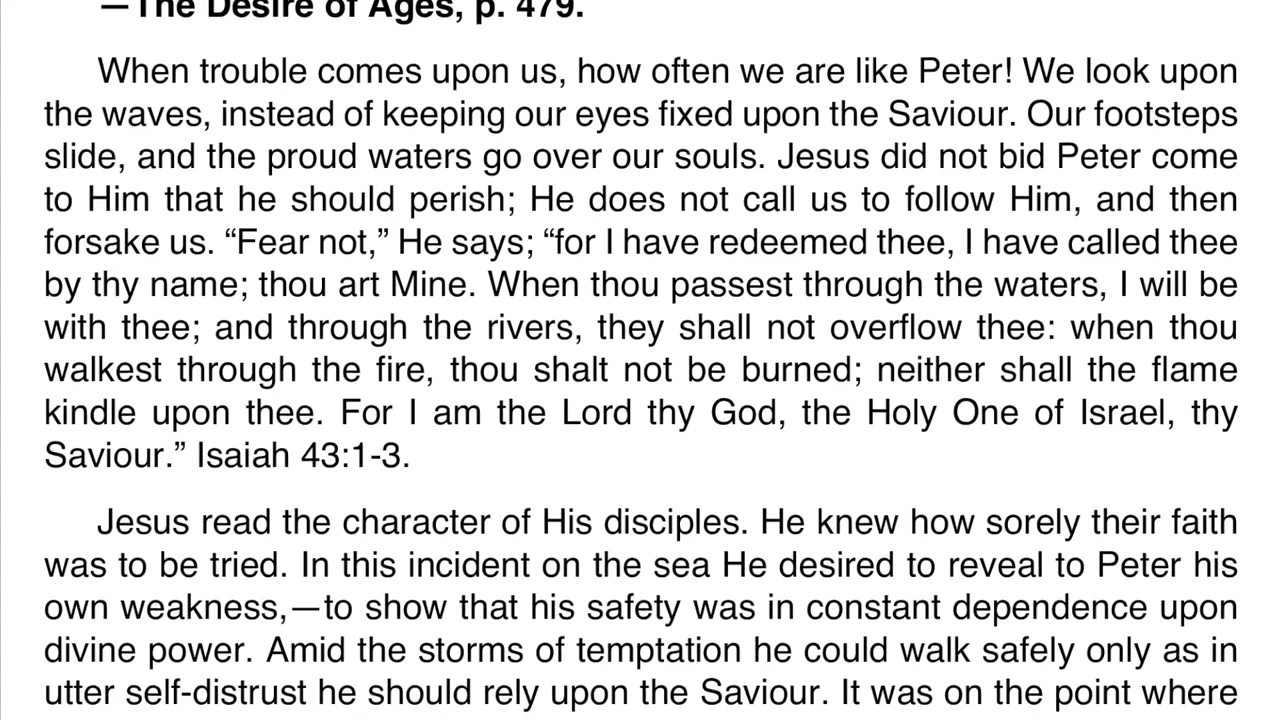 —The Desire of Ages, p. 479.
When trouble comes upon us, how often we are like Peter! We look upon
the waves, instead of keeping our eyes fixed upon the Saviour. Our footsteps
slide, and the proud waters go over our souls. Jesus did not bid Peter come
to Him that he should perish; He does not call us to follow Him, and then
forsake us. “Fear not,” He says; “for I have redeemed thee, I have called thee
by thy name; thou art Mine. When thou passest through the waters, I will be
with thee; and through the rivers, they shall not overflow thee: when thou
walkest through the fire, thou shalt not be burned; neither shall the flame
kindle upon thee. For I am the Lord thy God, the Holy One of Israel, thy
Saviour.” Isaiah 43:1-3.
Jesus read the character of His disciples. He knew how sorely their faith
was to be tried. In this incident on the sea He desired to reveal to Peter his
own weakness,—to show that his safety was in constant dependence upon
divine power. Amid the storms of temptation he could walk safely only as in
utter self-distrust he should rely upon the Saviour. It was on the point where